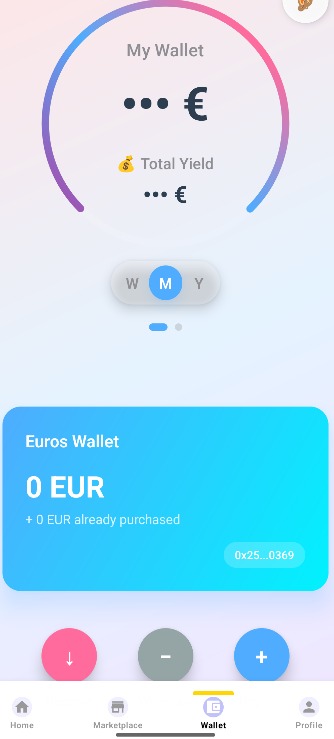 My Wallet
••• €
💰 Total Yield
••• €
W M Y
Euros Wallet
0 EUR
+ 0 EUR already purchased
0x25...0369
↓ − +
Home Marketplace Wallet Profile